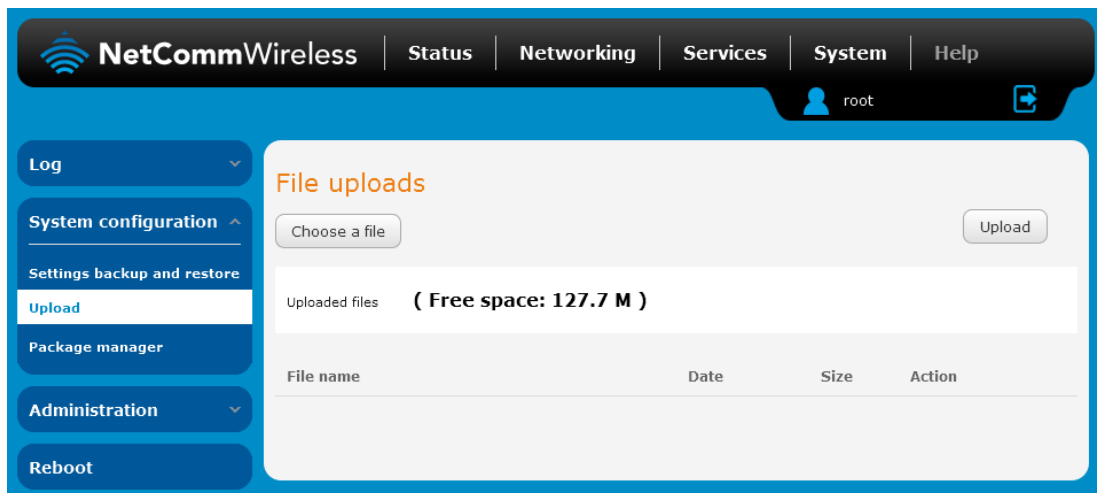 NetCommWireless Status Networking Services System Help
root
Log
System configuration
Settings backup and restore
Upload
Package manager
Administration
Reboot
File uploads
Choose a file Upload
Uploaded files ( Free space: 127.7 M )
File name Date Size Action